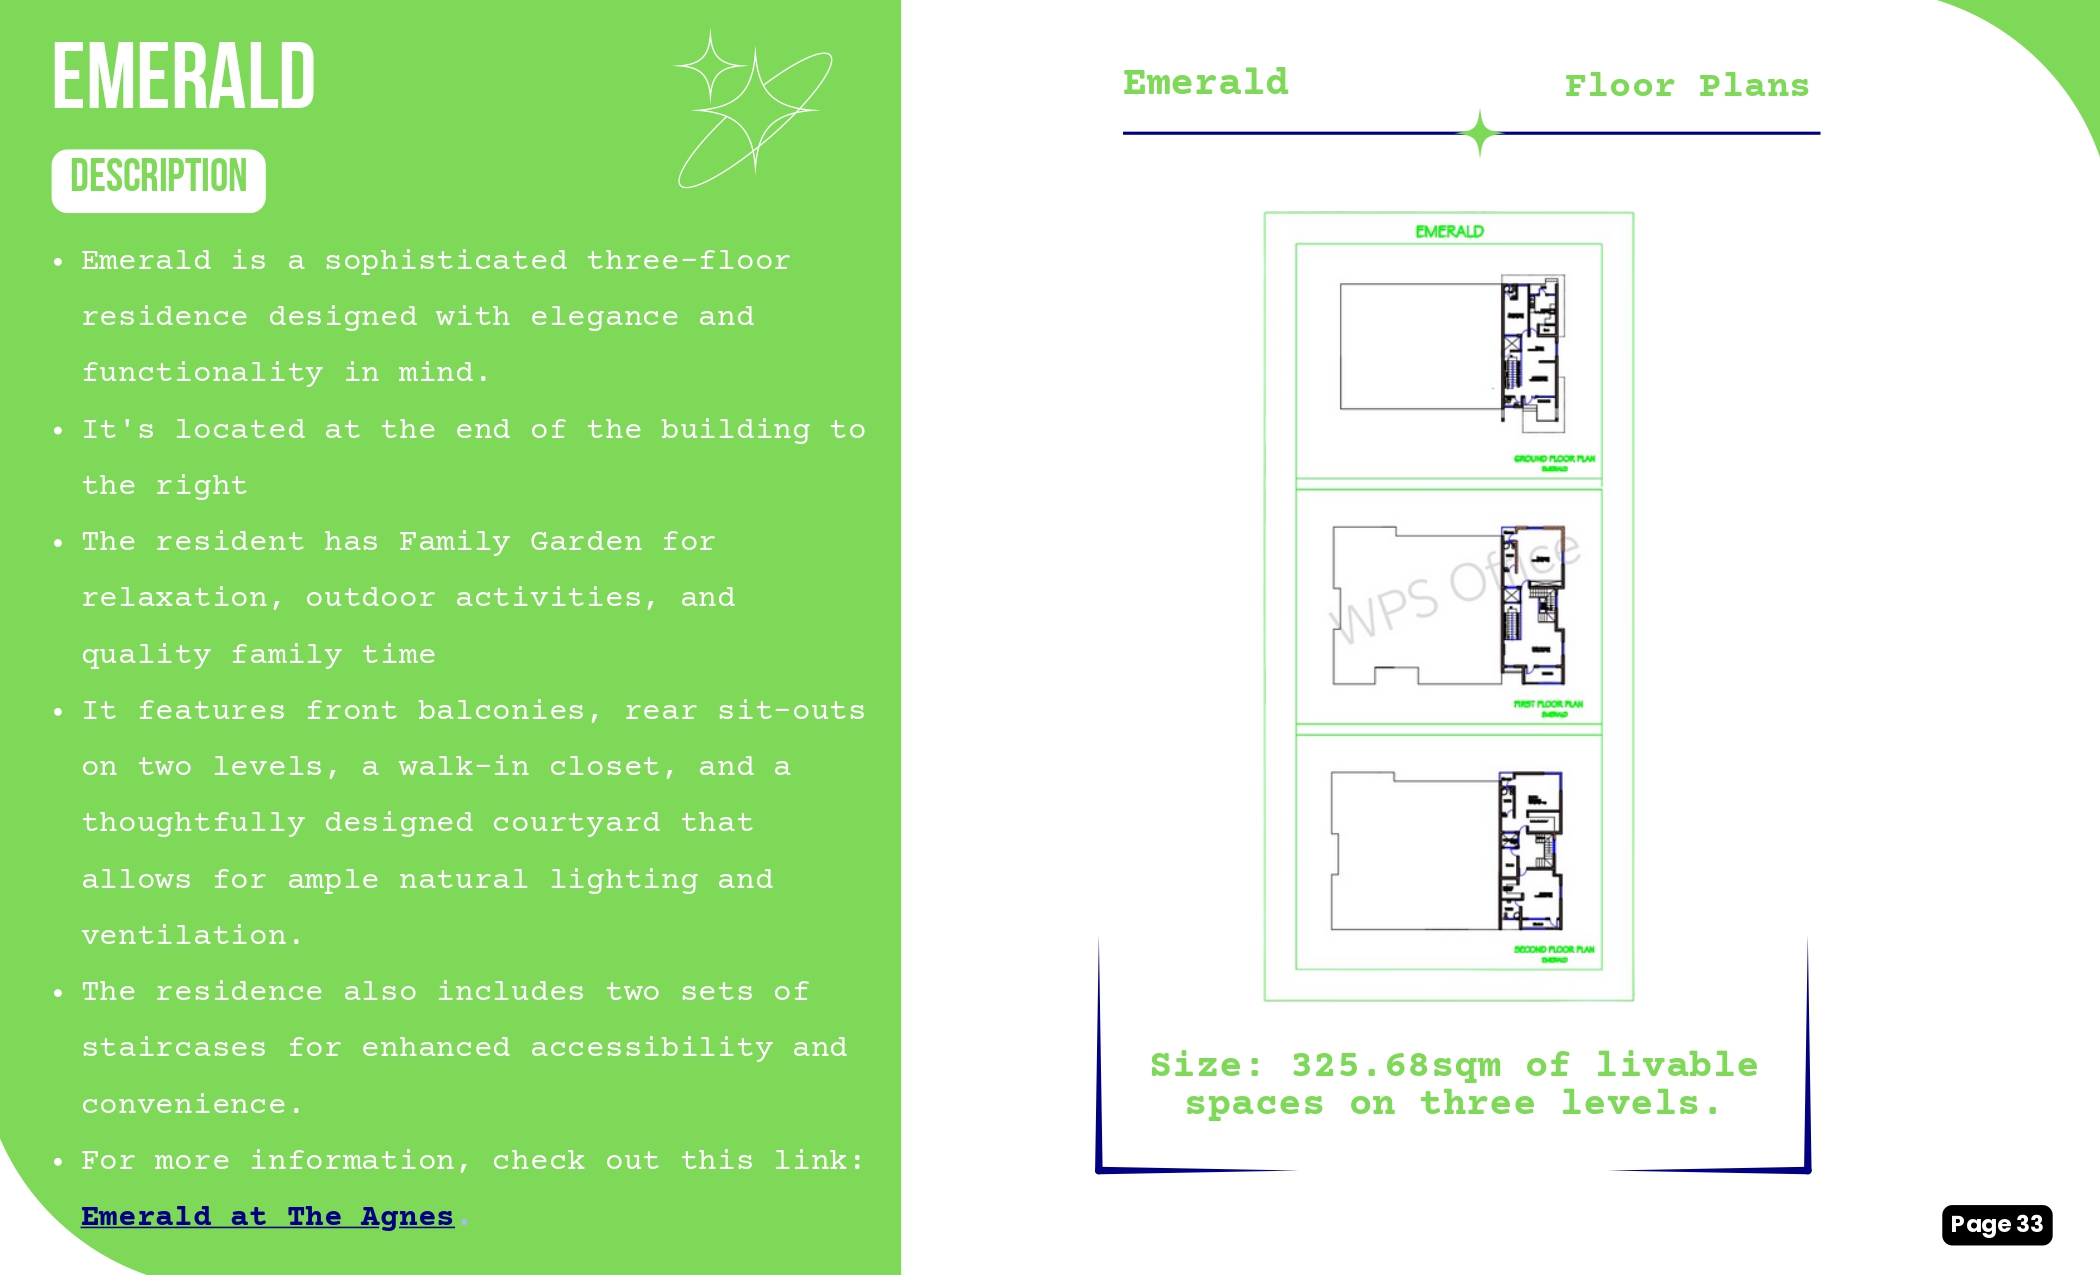 EMERALD
DESCRIPTION
• Emerald is a sophisticated three-floor
residence designed with elegance and
functionality in mind.
• It's located at the end of the building to
the right
• The resident has Family Garden for
relaxation, outdoor activities, and
quality family time
• It features front balconies, rear sit-outs
on two levels, a walk-in closet, and a
thoughtfully designed courtyard that
allows for ample natural lighting and
ventilation.
• The residence also includes two sets of
staircases for enhanced accessibility and
convenience.
• For more information, check out this link:
Emerald at The Agnes.
Emerald
Floor Plans
EMERALD
GROUND FLOOR PLAN
EMERALD
WPS Office
FIRST FLOOR PLAN
EMERALD
SECOND FLOOR PLAN
EMERALD
Size: 325.68sqm of livable
spaces on three levels.
Page 33